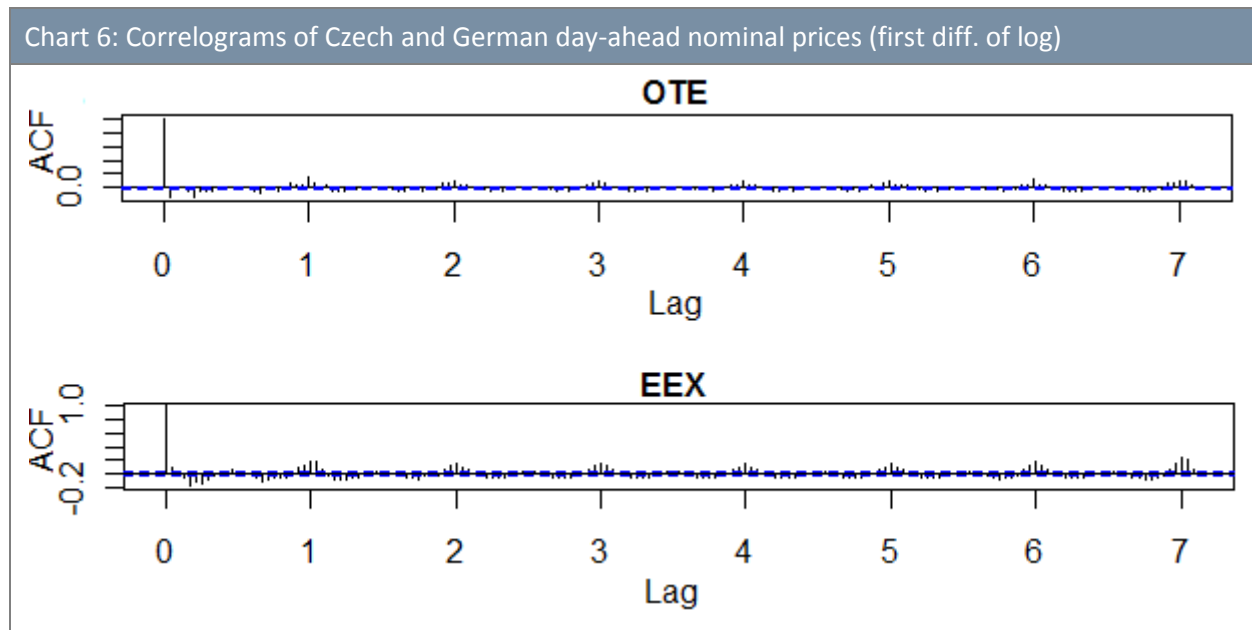 Chart 6: Correlograms of Czech and German day-ahead nominal prices (first diff. of log)
OTE
ACF
0.0
0 1 2 3 4 5 6 7
Lag
EEX
ACF
1.0
-0.2
0 1 2 3 4 5 6 7
Lag